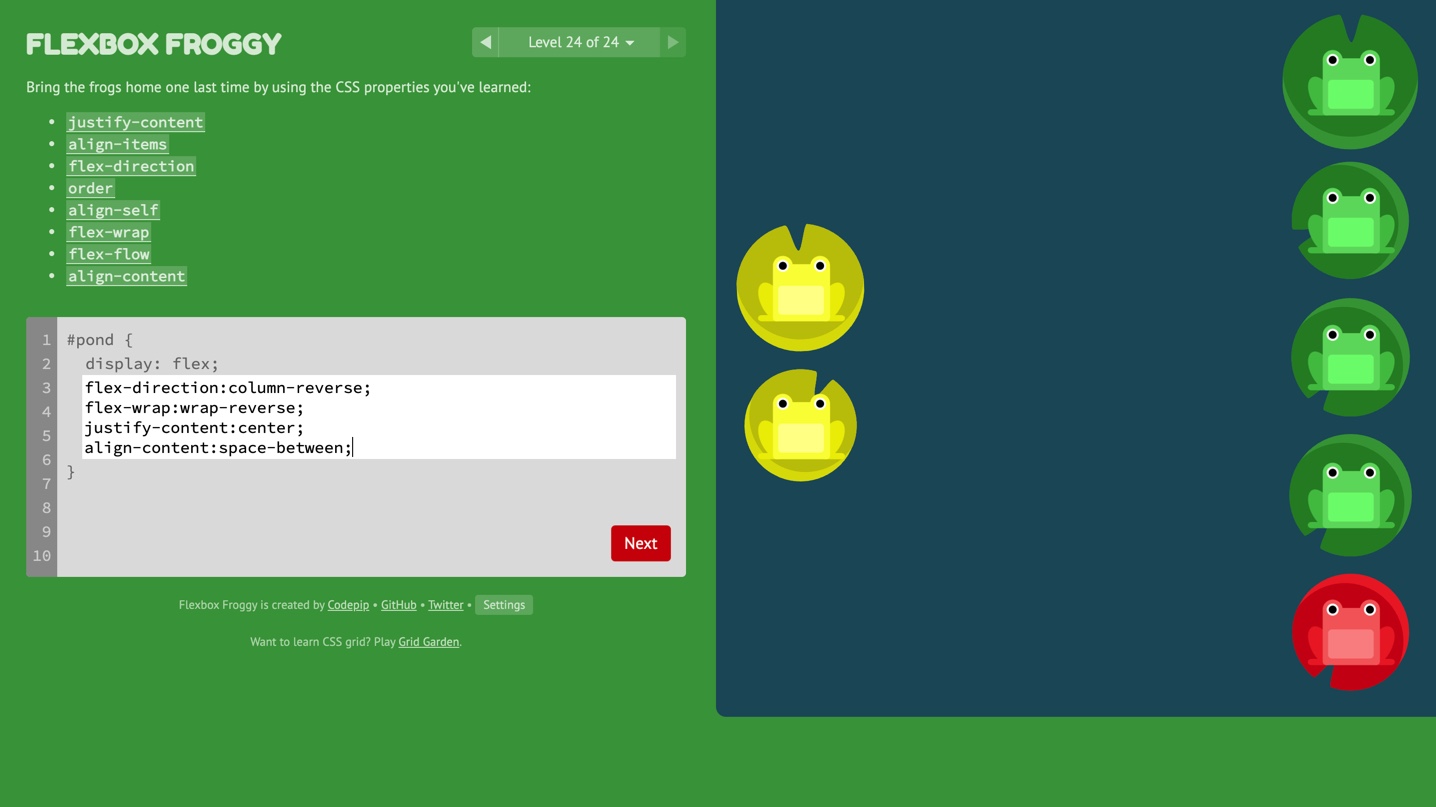 FLEXBOX FROGGY
Level 24 of 24
Bring the frogs home one last time by using the CSS properties you've learned:
• justify-content
• align-items
• flex-direction
• order
• align-self
• flex-wrap
• flex-flow
• align-content
1 #pond {
2 display: flex;
3 flex-direction:column-reverse;
4 flex-wrap:wrap-reverse;
5 justify-content:center;
6 align-content:space-between;
7 }
8
9
10
Next
Flexbox Froggy is created by Codepip • GitHub • Twitter • Settings
Want to learn CSS grid? Play Grid Garden.